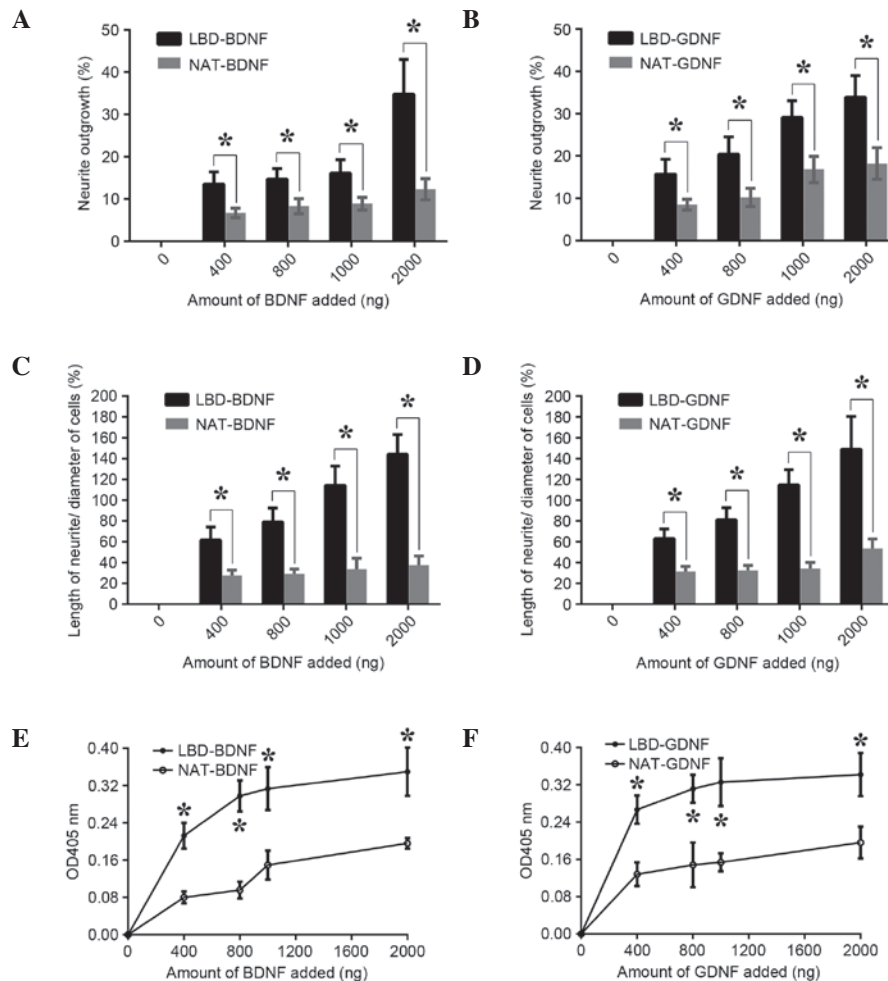 A
LBD-BDNF
NAT-BDNF
Neurite outgrowth (%)
50
40
30
20
10
0
*
*
*
*
0
400
800
1000
2000
Amount of BDNF added (ng)
B
LBD-GDNF
NAT-GDNF
Neurite outgrowth (%)
50
40
30
20
10
0
*
*
*
*
0
400
800
1000
2000
Amount of GDNF added (ng)
C
LBD-BDNF
NAT-BDNF
Length of neurite/ diameter of cells (%)
200
180
160
140
120
100
80
60
40
20
0
*
*
*
*
0
400
800
1000
2000
Amount of BDNF added (ng)
D
LBD-GDNF
NAT-GDNF
Length of neurite/ diameter of cells (%)
200
180
160
140
120
100
80
60
40
20
0
*
*
*
*
0
400
800
1000
2000
Amount of GDNF added (ng)
E
LBD-BDNF
NAT-BDNF
OD405 nm
0.40
0.32
0.24
0.16
0.08
0.00
*
*
*
*
0 400 800 1200 1600 2000
Amount of BDNF added (ng)
F
LBD-GDNF
NAT-GDNF
OD405 nm
0.40
0.32
0.24
0.16
0.08
0.00
*
*
*
*
0 400 800 1200 1600 2000
Amount of GDNF added (ng)